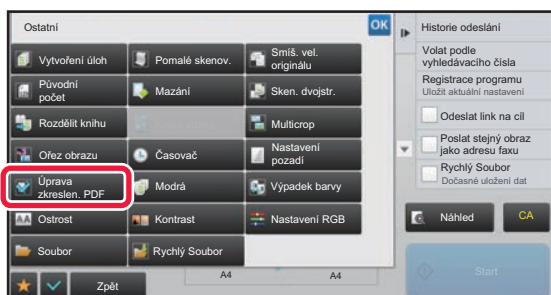 Ostatní
OK
Vytvoření úloh
Pomalé skenov.
Smíš. vel.
originálu
Původní
počet
Mazání
Sken. dvojstr.
Rozdělit knihu
Multicrop
Ořez obrazu
Časovač
Nastavení
pozadí
Úprava
zkreslen. PDF
Modrá
Výpadek barvy
AA
Ostrost
Kontrast
Nastavení RGB
Soubor
Rychlý Soubor
Zpět
A4
A4
Historie odeslání
Volat podle
vyhledávacího čísla
Registrace programu
Uložit aktuální nastavení
Odeslat link na cíl
Poslat stejný obraz
jako adresu faxu
Rychlý Soubor
Dočasné uložení dat
Náhled
CA
Start